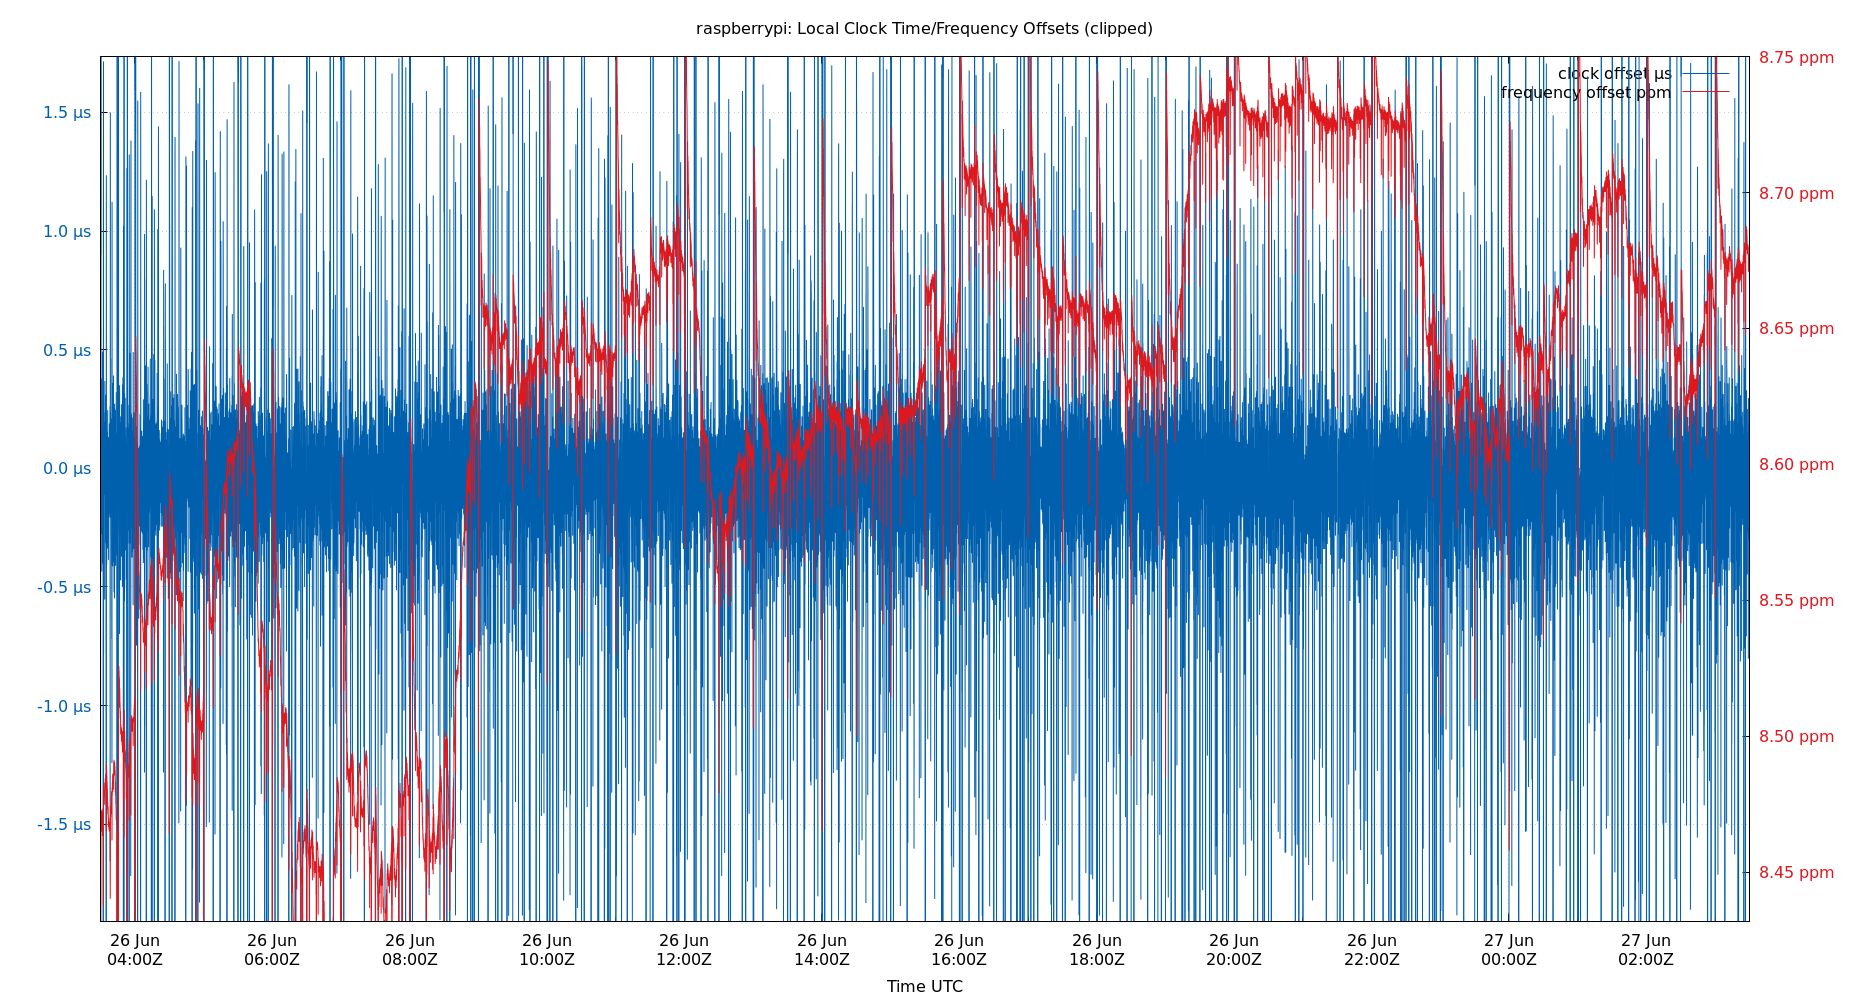 raspberrypi: Local Clock Time/Frequency Offsets (clipped)
8.75 ppm
clock offset µs
frequency offset ppm
1.5 µs
8.70 ppm
1.0 µs
8.65 ppm
0.5 µs
0.0 µs
8.60 ppm
-0.5 µs
8.55 ppm
-1.0 µs
8.50 ppm
-1.5 µs
8.45 ppm
26 Jun 26 Jun 26 Jun 26 Jun 26 Jun 26 Jun 26 Jun 26 Jun 26 Jun 26 Jun 27 Jun 27 Jun
04:00Z 06:00Z 08:00Z 10:00Z 12:00Z 14:00Z 16:00Z 18:00Z 20:00Z 22:00Z 00:00Z 02:00Z
Time UTC